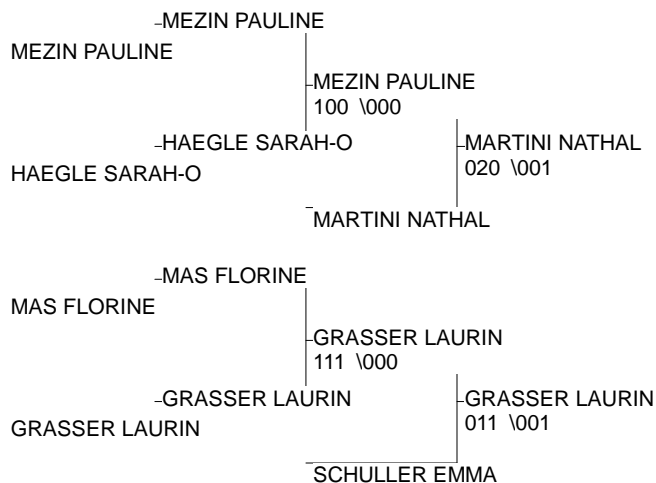 MEZIN PAULINE
MEZIN PAULINE
MEZIN PAULINE
100 \000
HAEGLE SARAH-O
MARTINI NATHAL
020 \001
HAEGLE SARAH-O
MARTINI NATHAL
MAS FLORINE
MAS FLORINE
GRASSER LAURIN
111 \000
GRASSER LAURIN
GRASSER LAURIN
011 \001
GRASSER LAURIN
SCHULLER EMMA